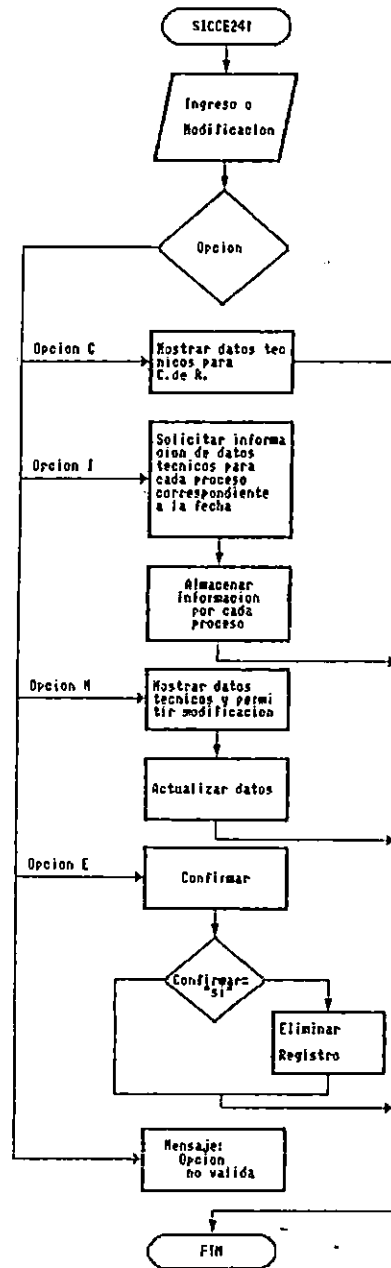 SICCE241
Ingreso o
Modificacion
Opcion
Opcion C
Mostrar datos tec
nicos para
C.de R.
Opcion I
Solicitar informa
cion de datos
tecnicos para
cada proceso
correspondiente
a la fecha
Almacenar
informacion
por cada
proceso
Opcion M
Mostrar datos
tecnicos y permi
tir modificacion
Actualizar datos
Opcion E
Confirmar
Confirmar=
"si"
Eliminar
Registro
Mensaje:
Opcion
no valida
FIN